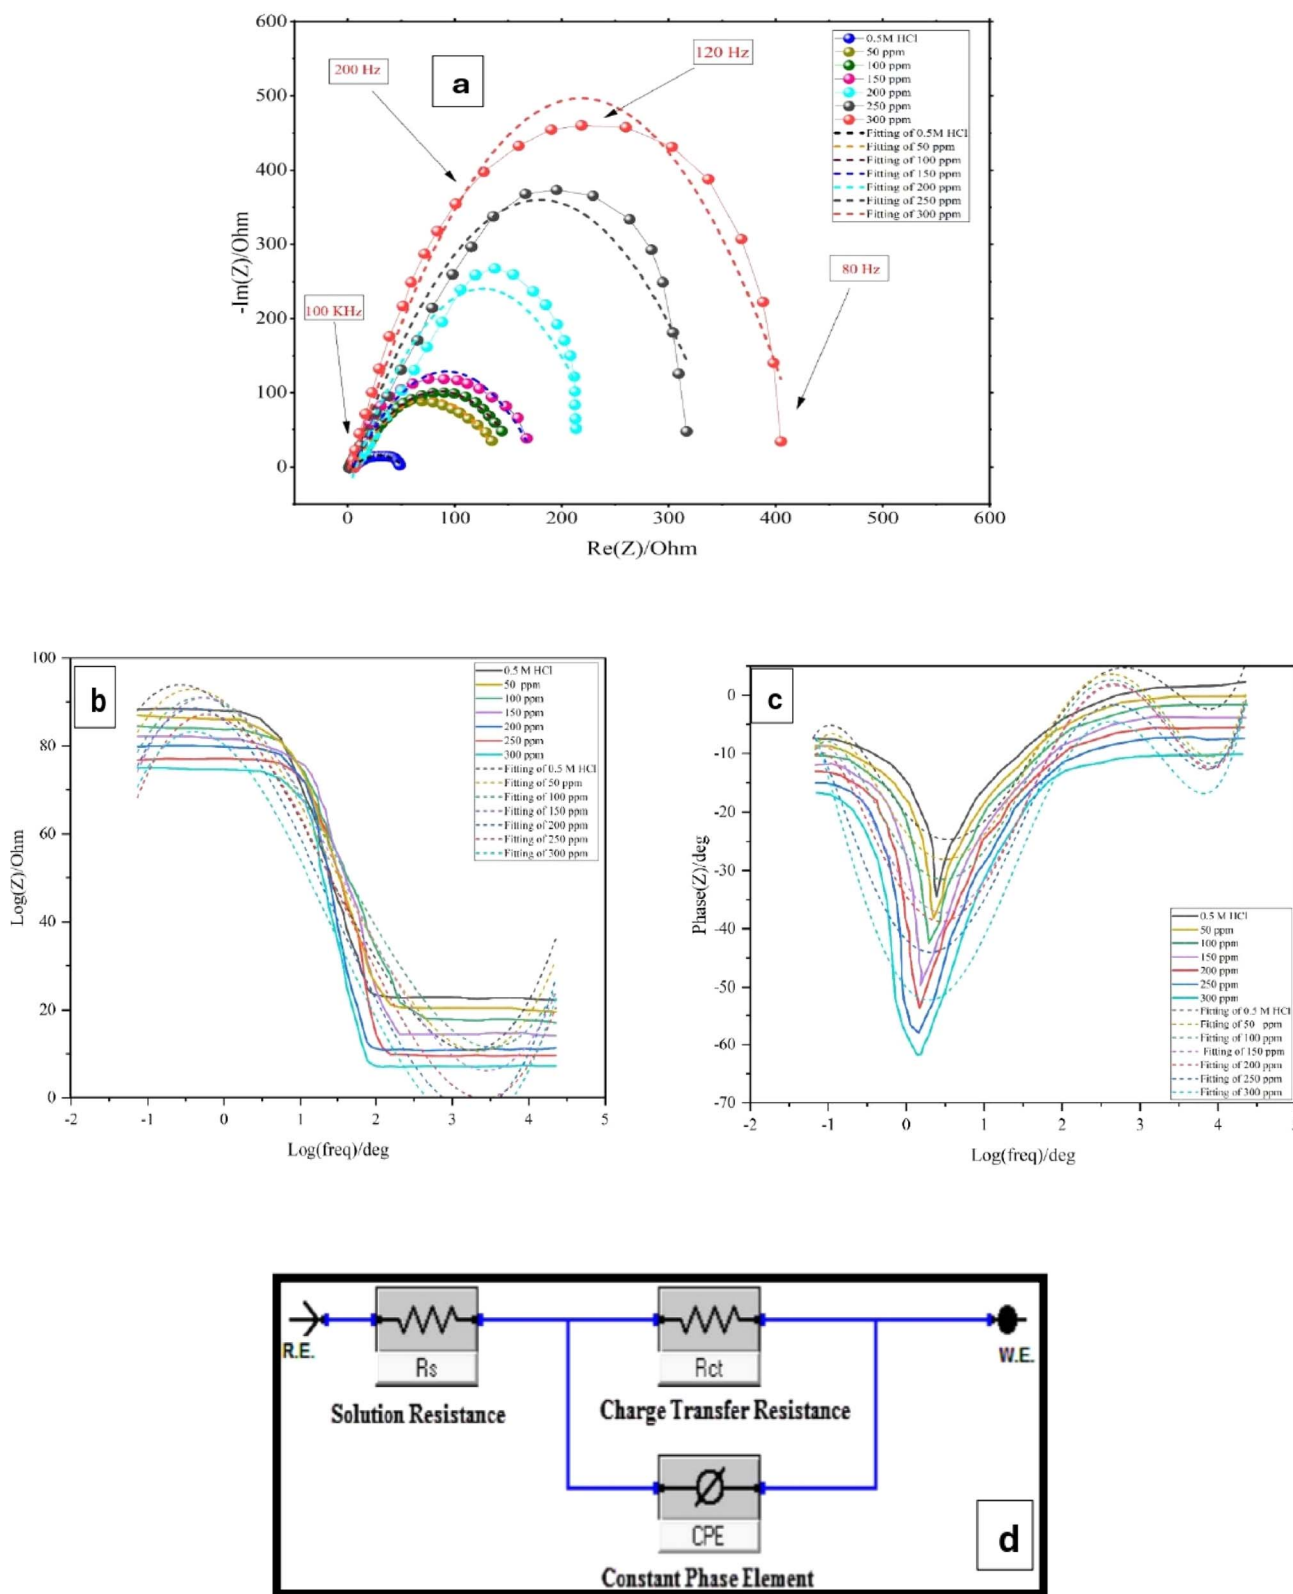 a
200 Hz
120 Hz
100 KHz
80 Hz
600
500
400
300
200
100
0
-Im(Z)/Ohm
0
100
200
300
400
500
600
Re(Z)/Ohm
0.5M HCl
50 ppm
100 ppm
150 ppm
200 ppm
250 ppm
300 ppm
Fitting of 0.5M HCl
Fitting of 50 ppm
Fitting of 100 ppm
Fitting of 150 ppm
Fitting of 200 ppm
Fitting of 250 ppm
Fitting of 300 ppm
b
100
80
60
40
20
0
Log(Z)/Ohm
-2
-1
0
1
2
3
4
5
Log(freq)/deg
0.5 M HCl
50 ppm
100 ppm
150 ppm
200 ppm
250 ppm
300 ppm
Fitting of 0.5 M HCl
Fitting of 50 ppm
Fitting of 100 ppm
Fitting of 150 ppm
Fitting of 200 ppm
Fitting of 250 ppm
Fitting of 300 ppm
c
0
-10
-20
-30
-40
-50
-60
-70
Phase(Z)/deg
-2
-1
0
1
2
3
4
Log(freq)/deg
0.5 M HCl
50 ppm
100 ppm
150 ppm
200 ppm
250 ppm
300 ppm
Fitting of 0.5 M HCl
Fitting of 50 ppm
Fitting of 100 ppm
Fitting of 150 ppm
Fitting of 200 ppm
Fitting of 250 ppm
Fitting of 300 ppm
R.E.
Rs
Solution Resistance
Rct
Charge Transfer Resistance
W.E.
CPE
Constant Phase Element
d